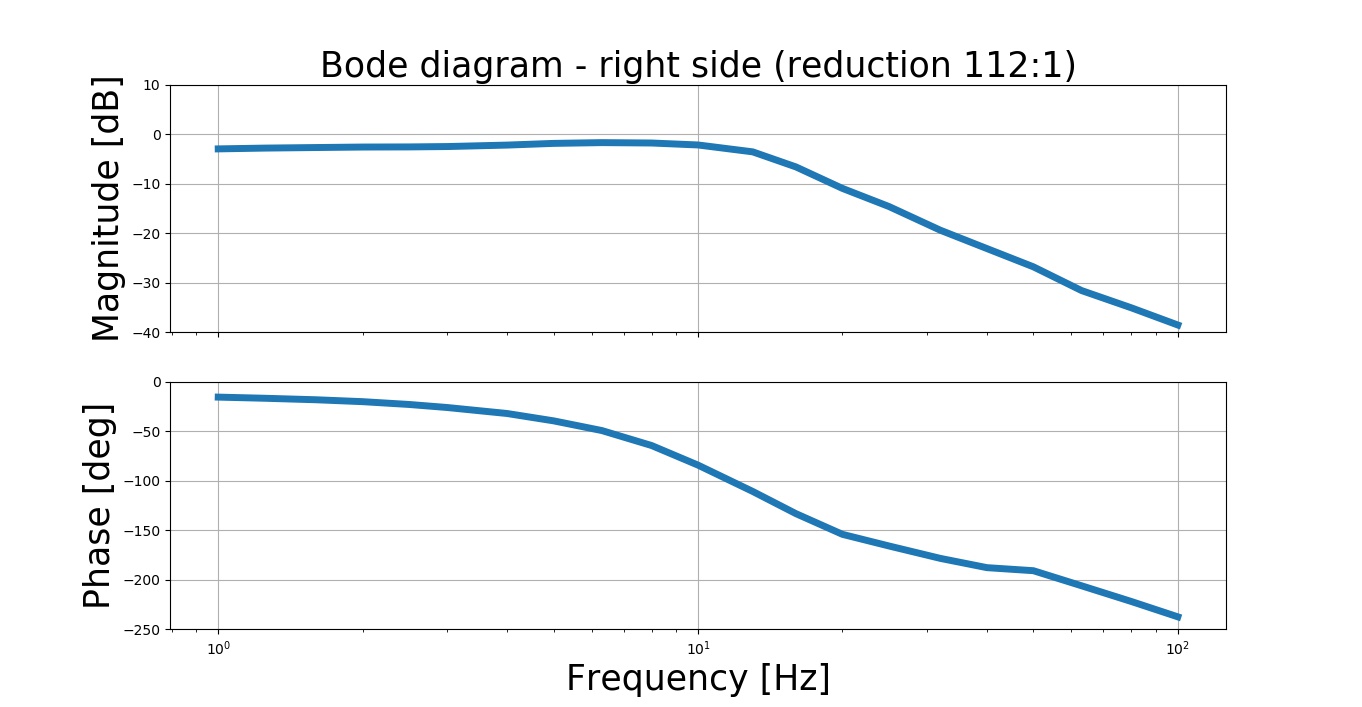 Bode diagram - right side (reduction 112:1)
Magnitude [dB]
10
0
−10
−20
−30
−40
Phase [deg]
0
−50
−100
−150
−200
−250
10⁰ 10¹ 10²
Frequency [Hz]